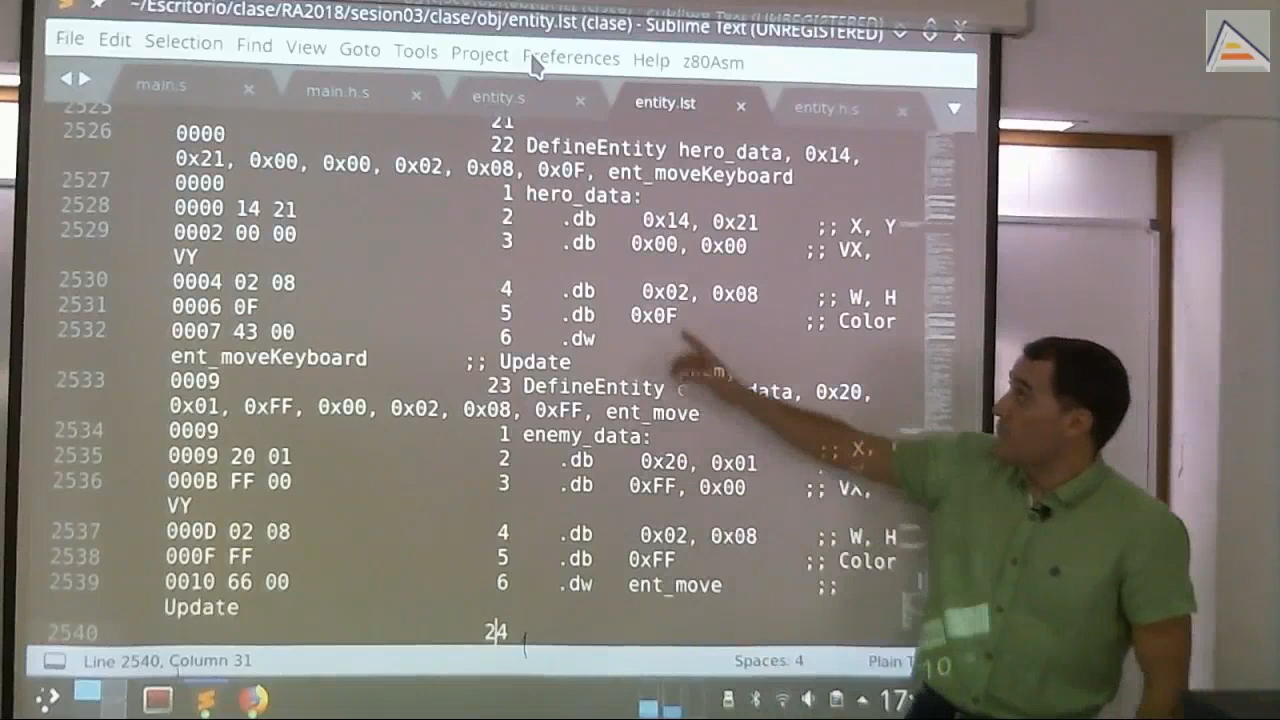 ~/Escritorio/clase/RA2018/sesion03/clase/obj/entity.lst (clase) - Sublime Text (UNREGISTERED)
File Edit Selection Find View Goto Tools Project Preferences Help z80Asm
main.s × main.h.s × entity.s × entity.lst × entity.h.s ×
2525 21
2526 0000 22 DefineEntity hero_data, 0x14,
0x21, 0x00, 0x00, 0x02, 0x08, 0x0F, ent_moveKeyboard
2527 0000 1 hero_data:
2528 0000 14 21 2 .db 0x14, 0x21 ;; X, Y
2529 0002 00 00 3 .db 0x00, 0x00 ;; VX,
VY
2530 0004 02 08 4 .db 0x02, 0x08 ;; W, H
2531 0006 0F 5 .db 0x0F ;; Color
2532 0007 43 00 6 .dw
ent_moveKeyboard ;; Update
2533 0009 23 DefineEntity 0x20,
0x01, 0xFF, 0x00, 0x02, 0x08, 0xFF, ent_move
2534 0009 1 enemy_data:
2535 0009 20 01 2 .db 0x20, 0x01 ;; X,
2536 000B FF 00 3 .db 0xFF, 0x00 ;; VX,
VY
2537 000D 02 08 4 .db 0x02, 0x08 ;; W, H
2538 000F FF 5 .db 0xFF ;; Color
2539 0010 66 00 6 .dw ent_move ;;
Update
2540 24
Line 2540, Column 31 Spaces: 4 Plain
17